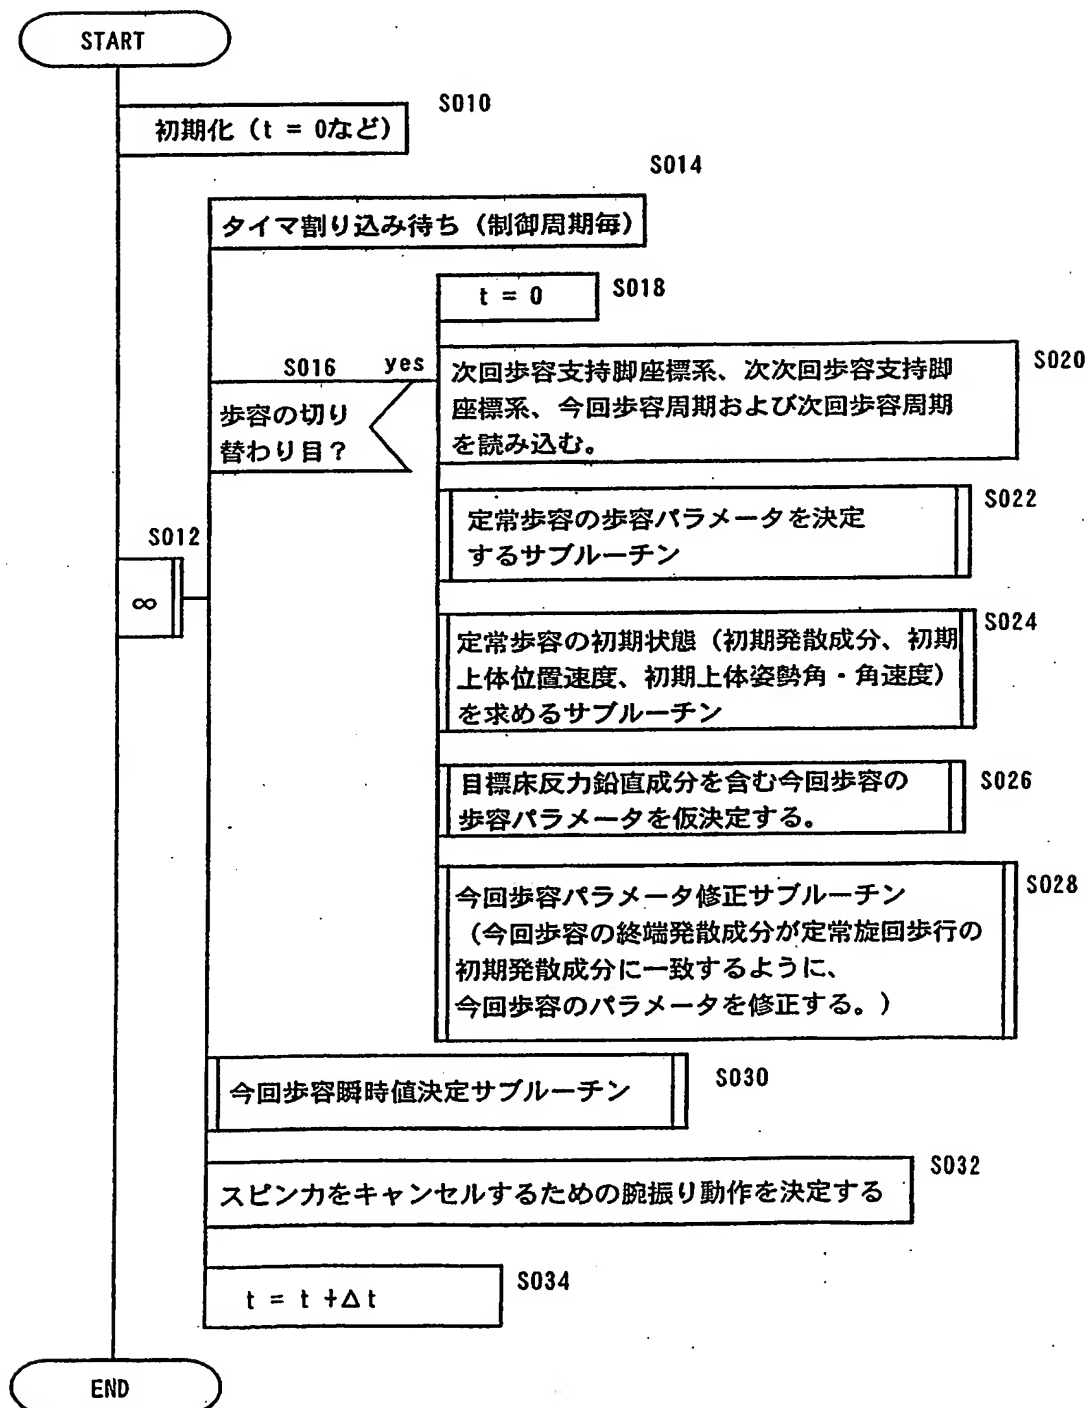 START
S010
初期化（t = 0など）
S014
タイマ割り込み待ち（制御周期毎）
t = 0
S018
S016
yes
歩容の切り
替わり目？
次回歩容支持脚座標系、次次回歩容支持脚
座標系、今回歩容周期および次回歩容周期
を読み込む。
S020
定常歩容の歩容パラメータを決定
するサブルーチン
S022
S012
∞
定常歩容の初期状態（初期発散成分、初期
上体位置速度、初期上体姿勢角・角速度）
を求めるサブルーチン
S024
目標床反力鉛直成分を含む今回歩容の
歩容パラメータを仮決定する。
S026
今回歩容パラメータ修正サブルーチン
（今回歩容の終端発散成分が定常旋回歩行の
初期発散成分に一致するように、
今回歩容のパラメータを修正する。）
S028
今回歩容瞬時値決定サブルーチン
S030
スピン力をキャンセルするための腕振り動作を決定する
S032
t = t +Δt
S034
END